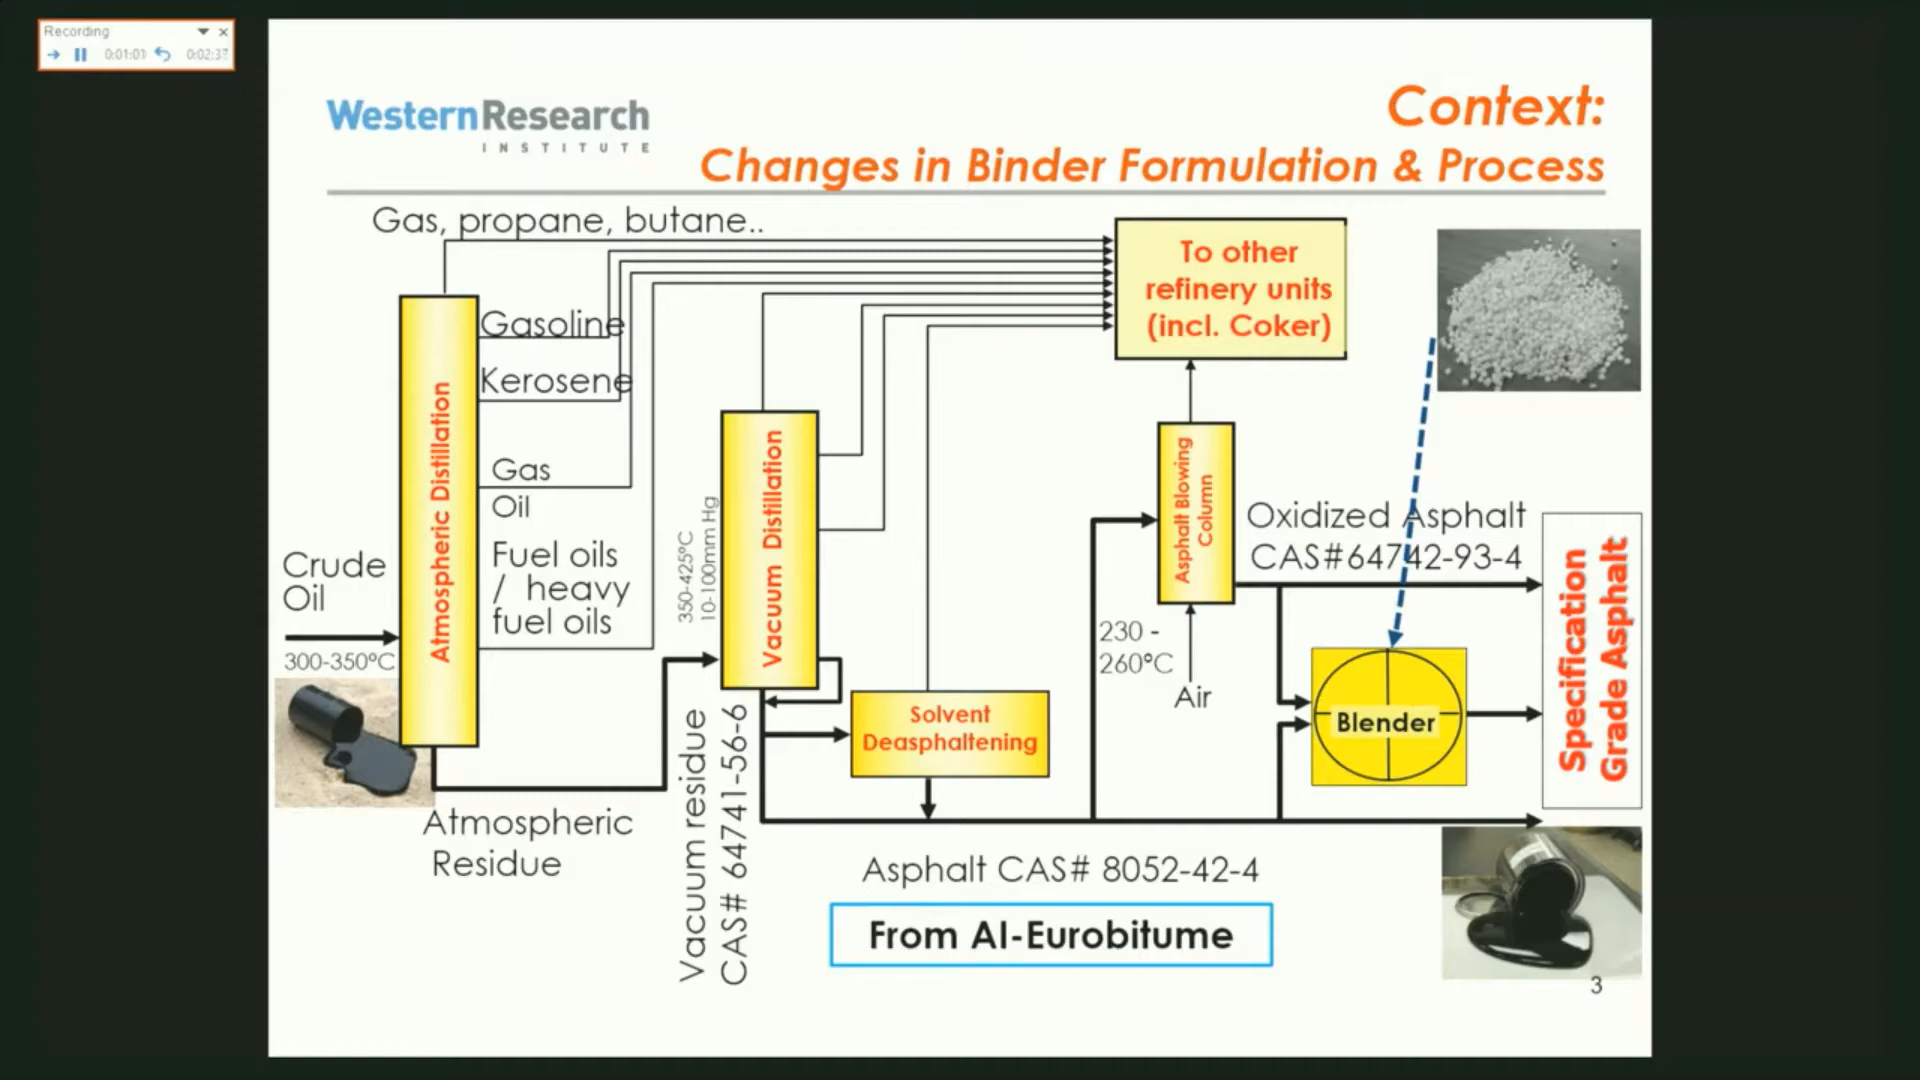 Recording
0:01:01 0:02:37
WesternResearch
INSTITUTE
Context:
Changes in Binder Formulation & Process
Gas, propane, butane..
To other
refinery units
(incl. Coker)
Gasoline
Kerosene
Gas
Oil
Fuel oils
/ heavy
fuel oils
Crude
Oil
300-350ºC
Atmospheric Distillation
Atmospheric
Residue
350-425ºC
10-100mm Hg
Vacuum Distillation
Vacuum residue
CAS# 64741-56-6
Solvent
Deasphaltening
Asphalt Blowing
Column
230 -
260ºC
Air
Oxidized Asphalt
CAS#64742-93-4
Blender
Specification
Grade Asphalt
Asphalt CAS# 8052-42-4
From AI-Eurobitume
3